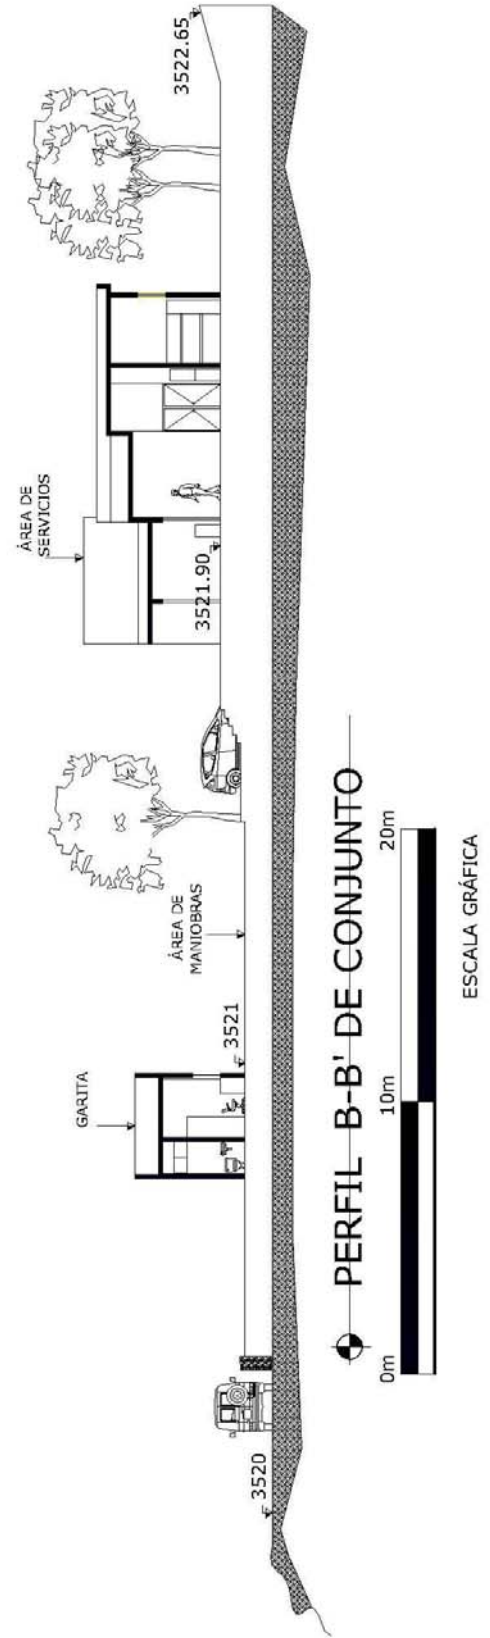 3520
GARITA
3521
ÁREA DE
MANIOBRAS
3521.90
ÁREA DE
SERVICIOS
3522.65
PERFIL B-B' DE CONJUNTO
0m
10m
20m
ESCALA GRÁFICA